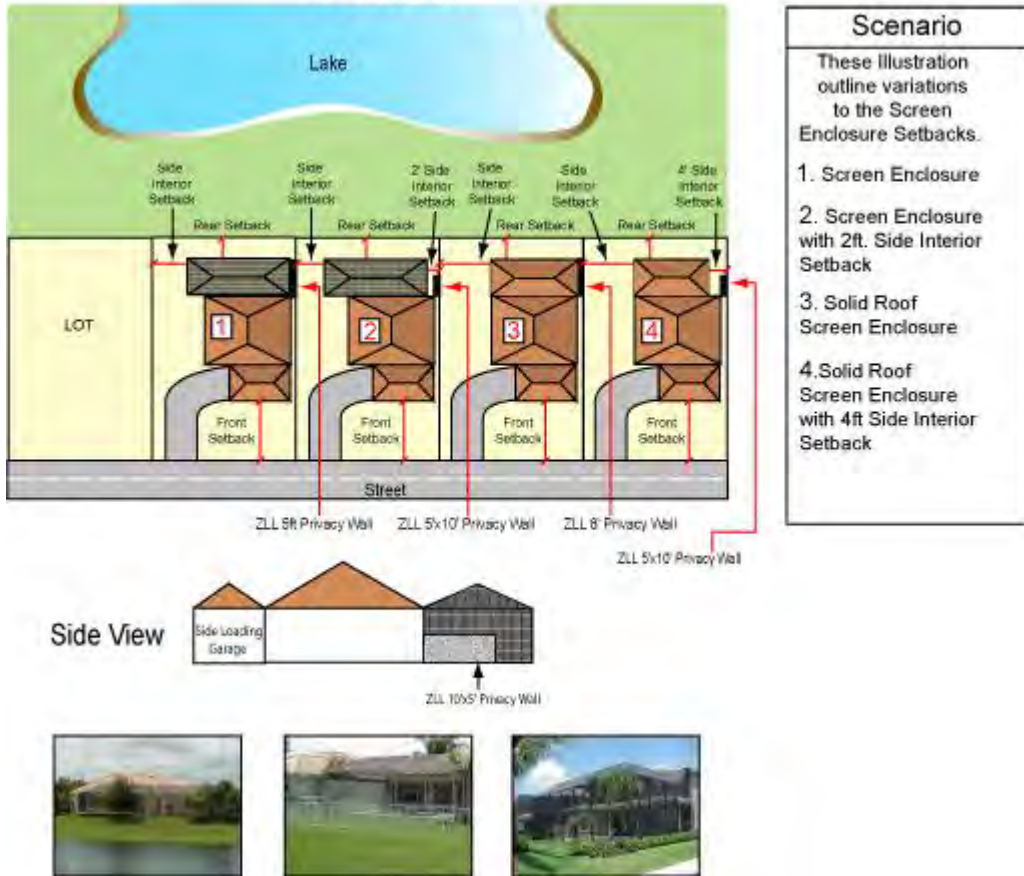 Lake
Side
Interior
Setback
Side
Interior
Setback
2' Side
Interior
Setback
Side
Interior
Setback
Side
Interior
Setback
4' Side
Interior
Setback
Rear Setback
Rear Setback
Rear Setback
Rear Setback
LOT
1
2
3
4
Front
Setback
Front
Setback
Front
Setback
Front
Setback
Street
ZLL 5ft Privacy Wall
ZLL 5'x10' Privacy Wall
ZLL 6' Privacy Wall
ZLL 5'x10' Privacy Wall
Scenario
These Illustration
outline variations
to the Screen
Enclosure Setbacks.
1. Screen Enclosure
2. Screen Enclosure
with 2ft. Side Interior
Setback
3. Solid Roof
Screen Enclosure
4.Solid Roof
Screen Enclosure
with 4ft Side Interior
Setback
Side View
Side Loading
Garage
ZLL 10'x5' Privacy Wall